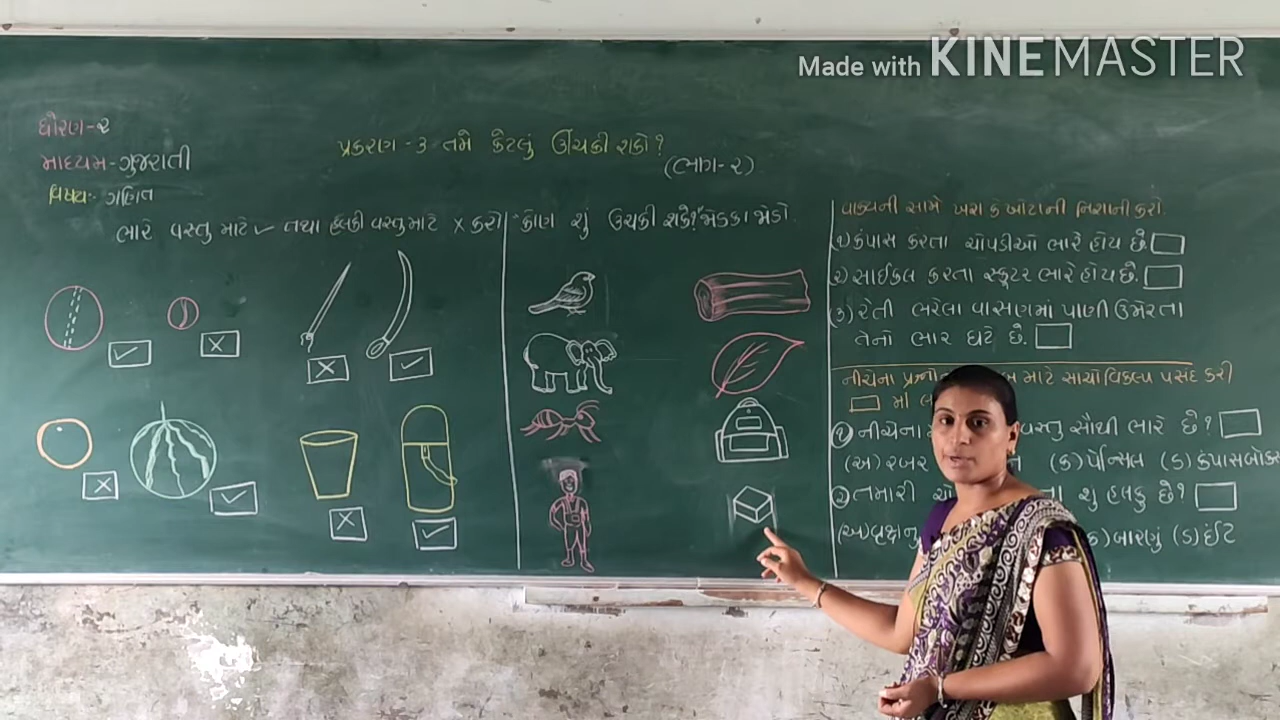 Made with KINEMASTER
ધોરણ-૨
માધ્યમ-ગુજરાતી
વિષય:- ગણિત
પ્રકરણ -૩ તમે કેટલું ઊંચકી શકો?
(ભાગ-૨)
ભારે વસ્તુ માટે ✓ તથા હલકી વસ્તુ માટે × કરો
કોણ શું ઉચકી શકે? જોડકા જોડો.
વાક્યની સામે ખરા કે ખોટાની નિશાની કરો.
૧) કંપાસ કરતા ચોપડીઓ ભારે હોય છે.
૨) સાઈકલ કરતા સ્કૂટર ભારે હોય છે.
૩) રેતી ભરેલા વાસણમાં પાણી ઉમેરતા
તેનો ભાર ઘટે છે.
નીચેના પ્રશ્નોના માટે સાચો વિકલ્પ પસંદ કરી
માં
૧) નીચેના વસ્તુ સૌથી ભારે છે?
(અ) રબર (ક) પેન્સિલ (ડ) કંપાસબોક્સ
૨) તમારી શુ હલકુ છે?
(અ) વૃક્ષનુ ક) બારણું (ડ) ઈંટ